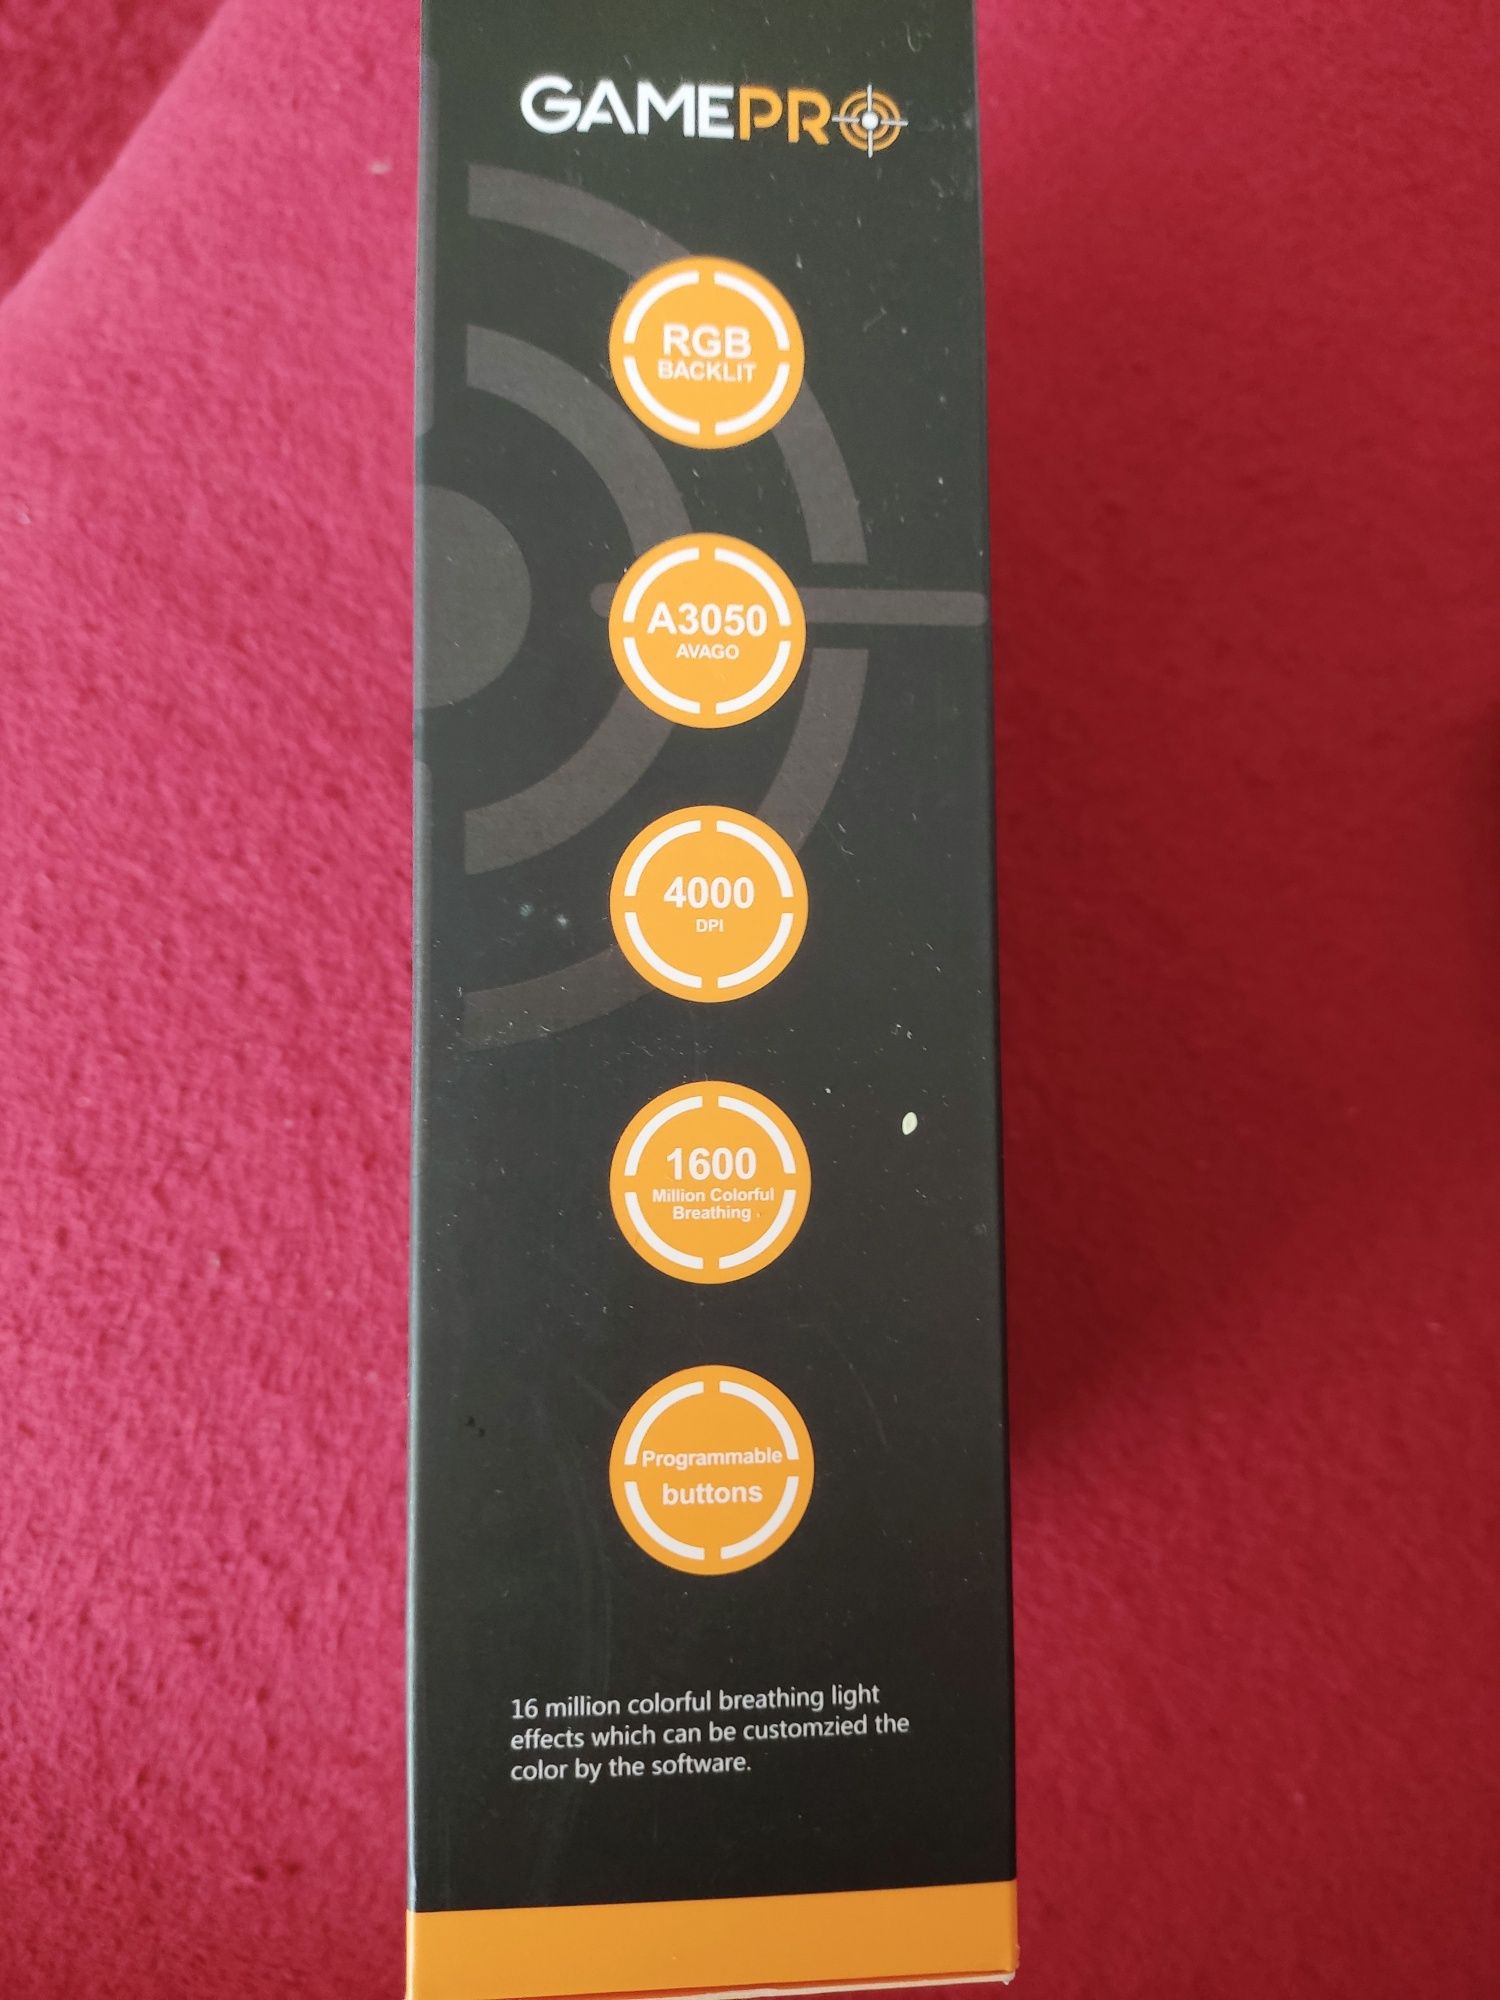 GAMEPRO
RGB
BACKLIT
A3050
AVAGO
4000
DPI
1600
Million Colorful
Breathing
Programmable
buttons
16 million colorful breathing light
effects which can be customzied the
color by the software.